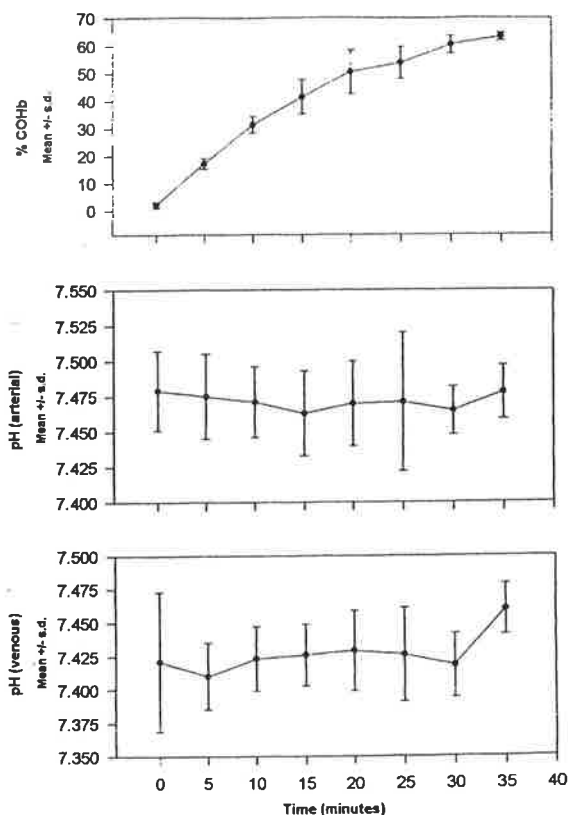 70
60
50
40
30
20
10
0
% COHb
Mean +/- s.d.
7.550
7.525
7.500
7.475
7.450
7.425
7.400
pH (arterial)
Mean +/- s.d.
7.500
7.475
7.450
7.425
7.400
7.375
7.350
pH (venous)
Mean +/- s.d.
0 5 10 15 20 25 30 35 40
Time (minutes)